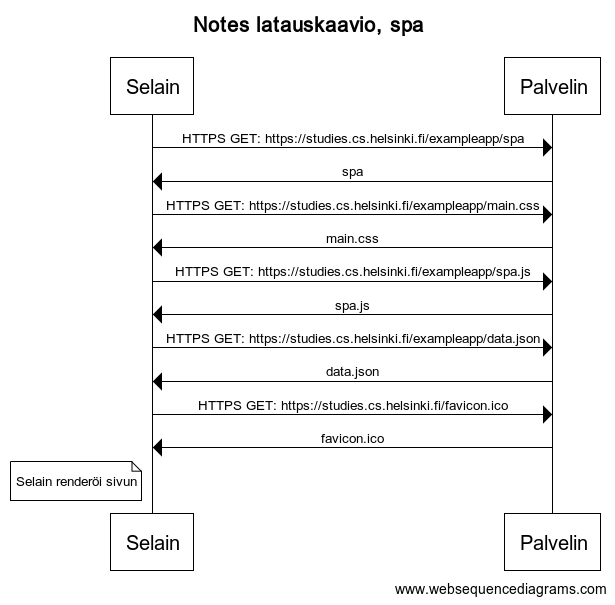 Notes latauskaavio, spa
Selain
Palvelin
HTTPS GET: https://studies.cs.helsinki.fi/exampleapp/spa
spa
HTTPS GET: https://studies.cs.helsinki.fi/exampleapp/main.css
main.css
HTTPS GET: https://studies.cs.helsinki.fi/exampleapp/spa.js
spa.js
HTTPS GET: https://studies.cs.helsinki.fi/exampleapp/data.json
data.json
HTTPS GET: https://studies.cs.helsinki.fi/favicon.ico
favicon.ico
Selain renderöi sivun
Selain
Palvelin
www.websequencediagrams.com